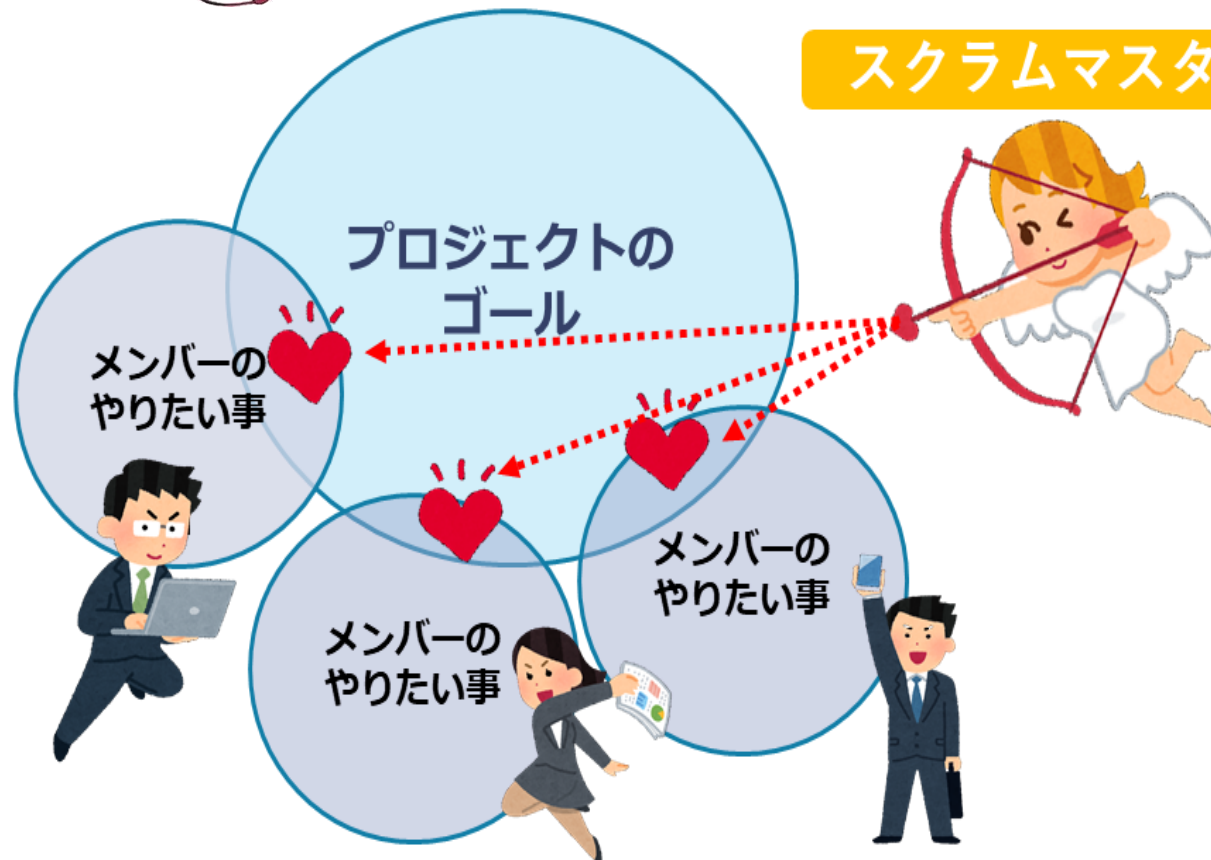 スクラムマスタ
プロジェクトの
ゴール
メンバーの
やりたい事
メンバーの
やりたい事
メンバーの
やりたい事